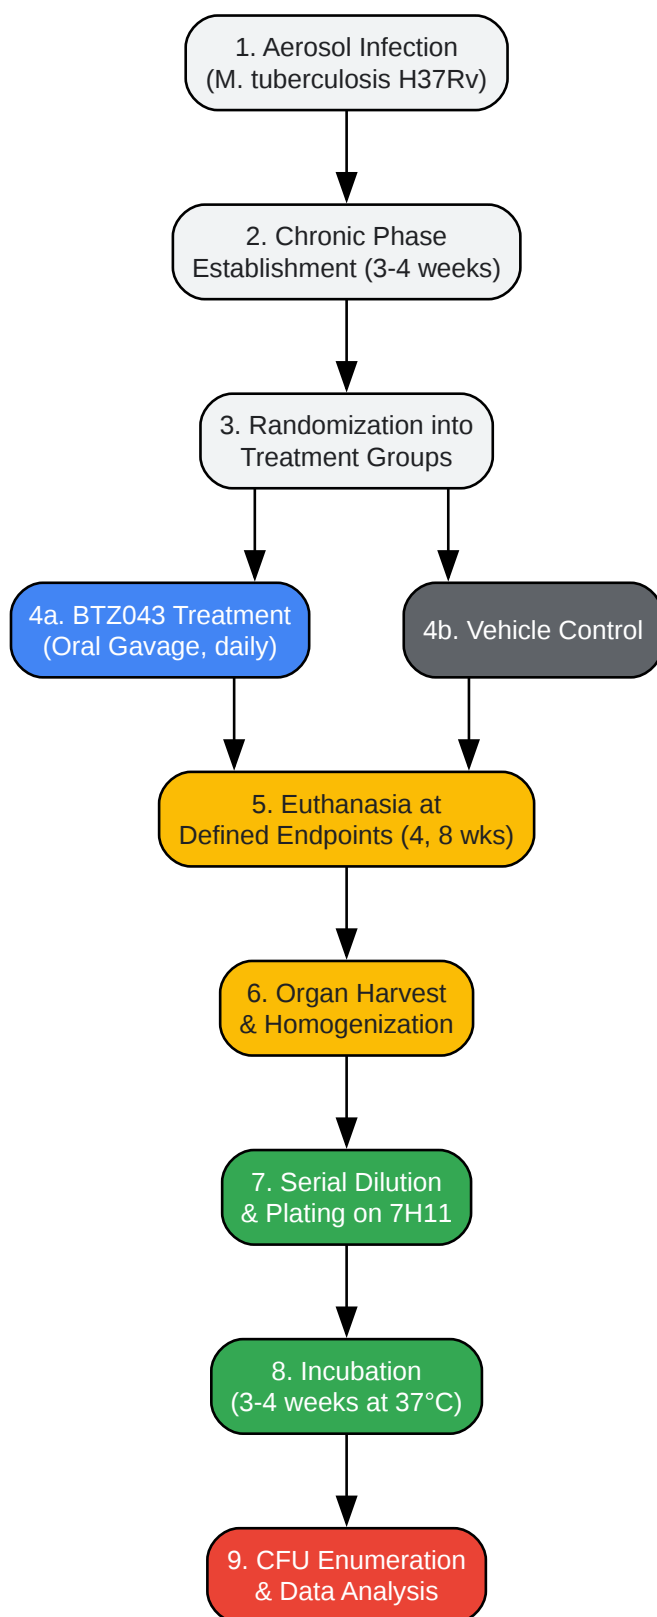 1. Aerosol Infection
(M. tuberculosis H37Rv)
2. Chronic Phase
Establishment (3-4 weeks)
3. Randomization into
Treatment Groups
4a. BTZ043 Treatment
(Oral Gavage, daily)
4b. Vehicle Control
5. Euthanasia at
Defined Endpoints (4, 8 wks)
6. Organ Harvest
& Homogenization
7. Serial Dilution
& Plating on 7H11
8. Incubation
(3-4 weeks at 37°C)
9. CFU Enumeration
& Data Analysis